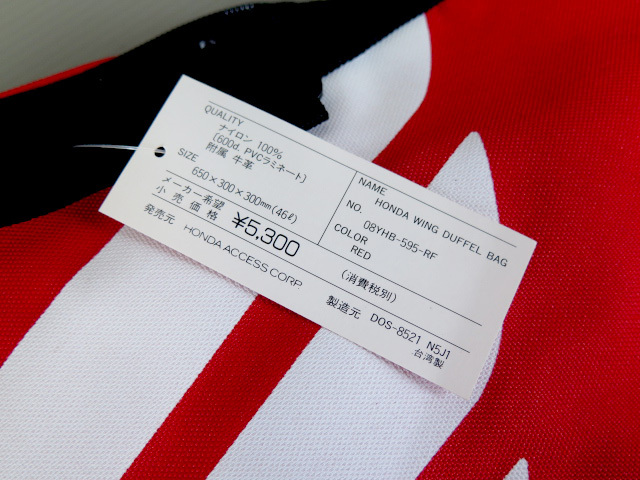 QUALITY
ナイロン 100%
(600d. PVCラミネート)
附属 牛革
SIZE
650×300×300mm(46ℓ)
メーカー希望
小売価格 ¥5,300
(消費税別)
発売元 HONDA ACCESS CORP.
NAME
HONDA WING DUFFEL BAG
NO.
08YHB-595-RF
COLOR
RED
製造元 DOS-8521 N5J1
台湾製